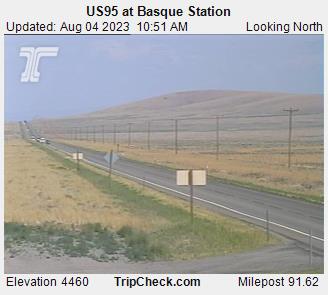 US95 at Basque Station
Updated: Aug 04 2023 10:51 AM Looking North
Elevation 4460 TripCheck.com Milepost 91.62